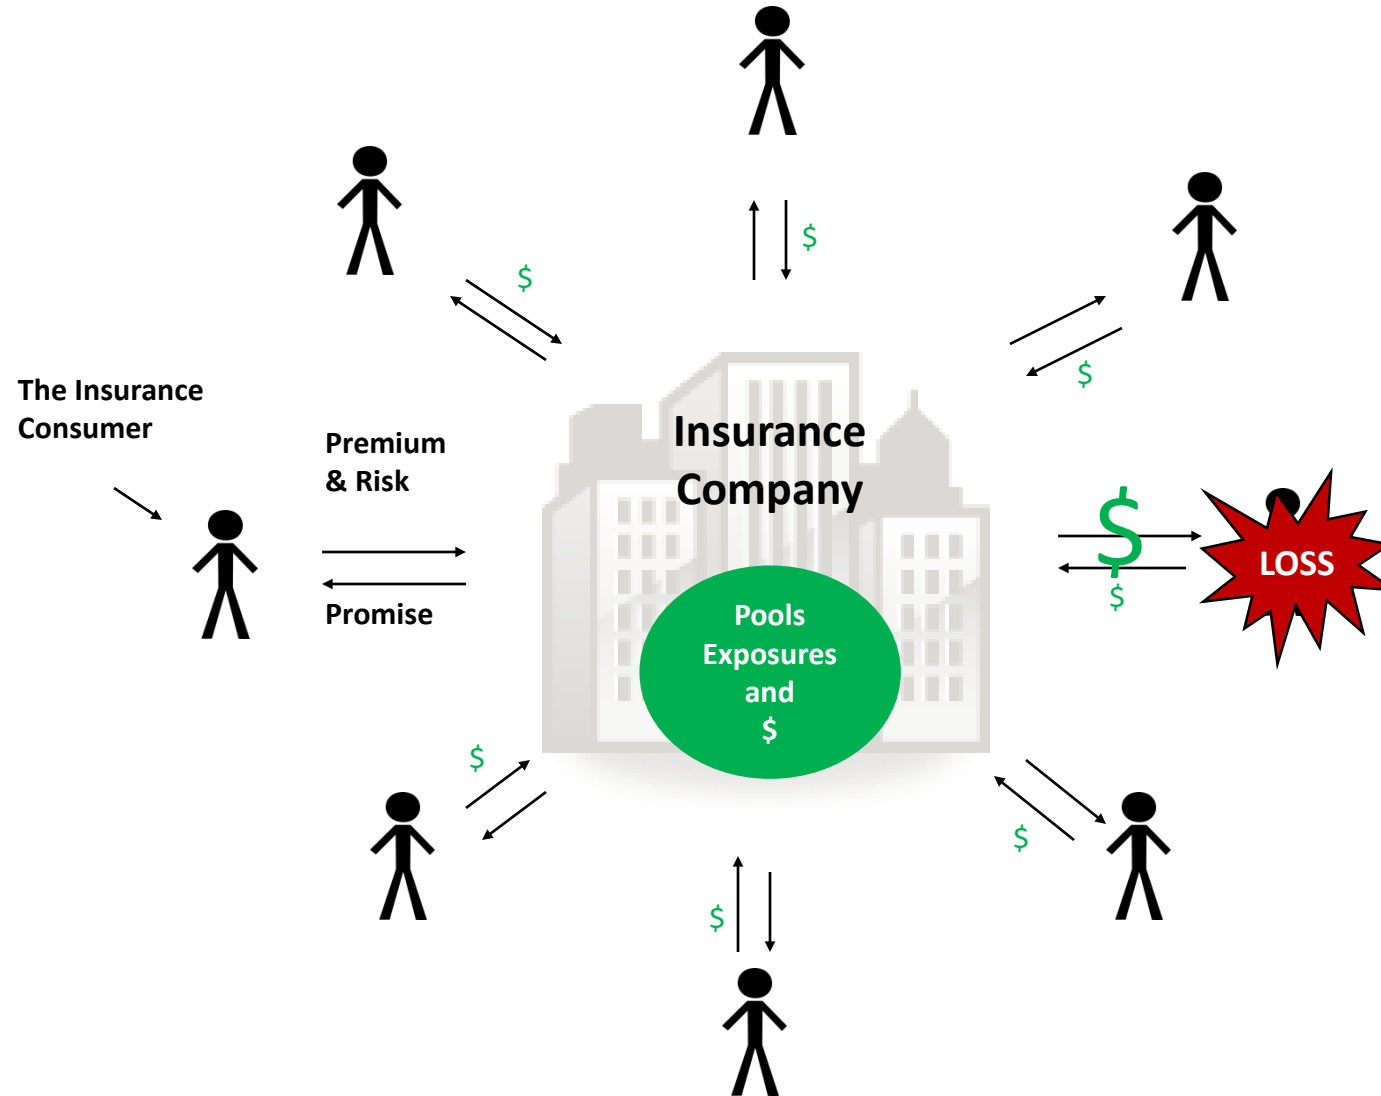 $
$
$
The Insurance
Consumer
Premium
& Risk
Promise
Insurance
Company
Pools
Exposures
and
$
$
$
LOSS
$
$
$